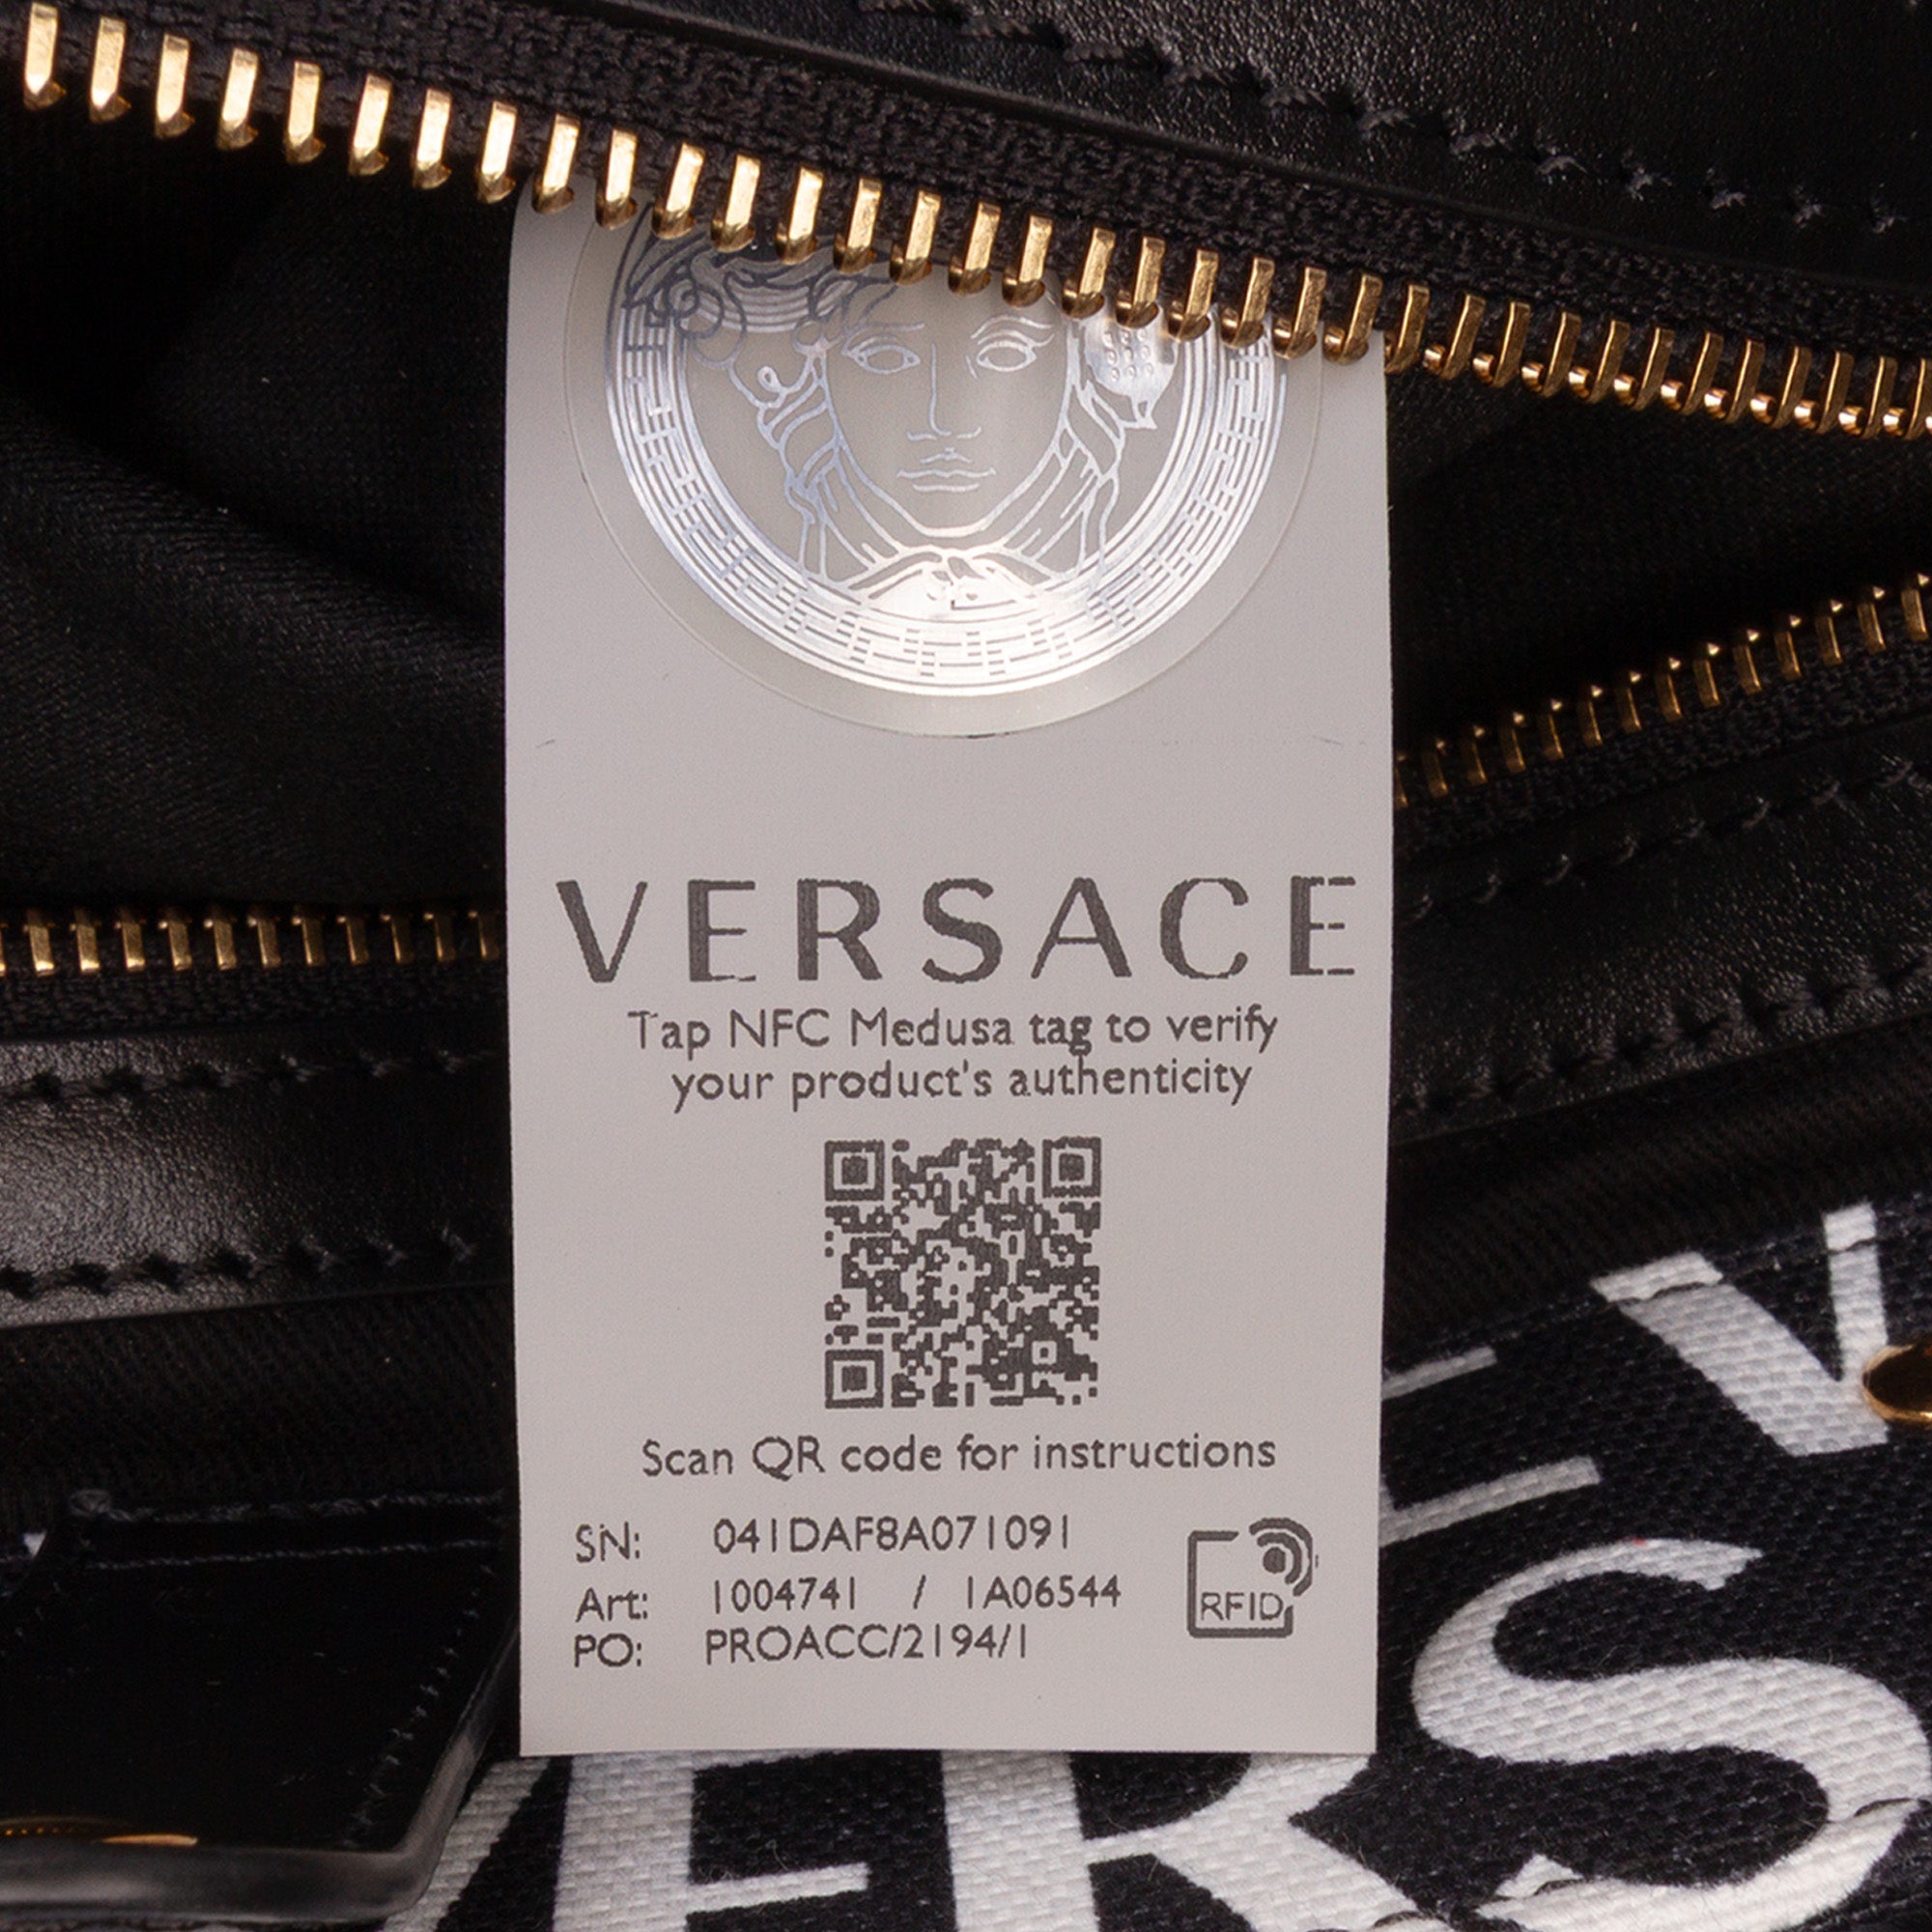 VERSACE
Tap NFC Medusa tag to verify
your product's authenticity
Scan QR code for instructions
SN: 041DAF8A071091
Art: 1004741 / 1A06544
RFID
PO: PROACC/2194/1
V
ERS